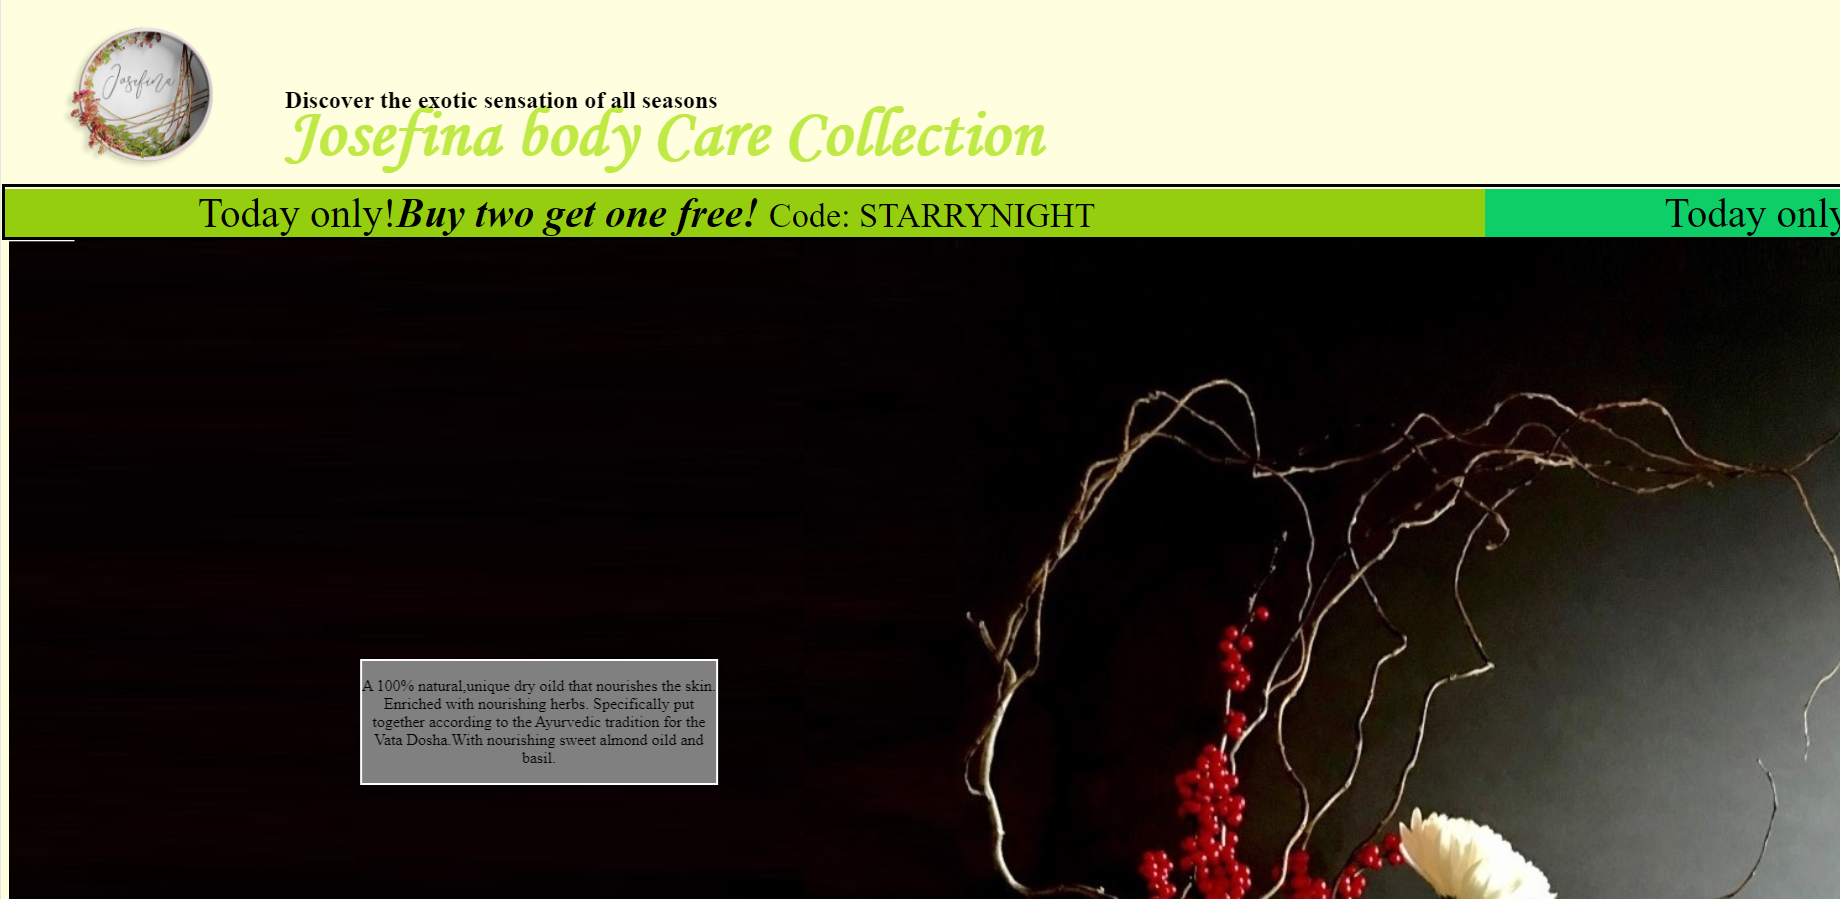 Josefina
Discover the exotic sensation of all seasons
Josefina body Care Collection
Today only!Buy two get one free! Code: STARRYNIGHT
Today only
A 100% natural,unique dry oild that nourishes the skin.
Enriched with nourishing herbs. Specifically put
together according to the Ayurvedic tradition for the
Vata Dosha.With nourishing sweet almond oild and
basil.